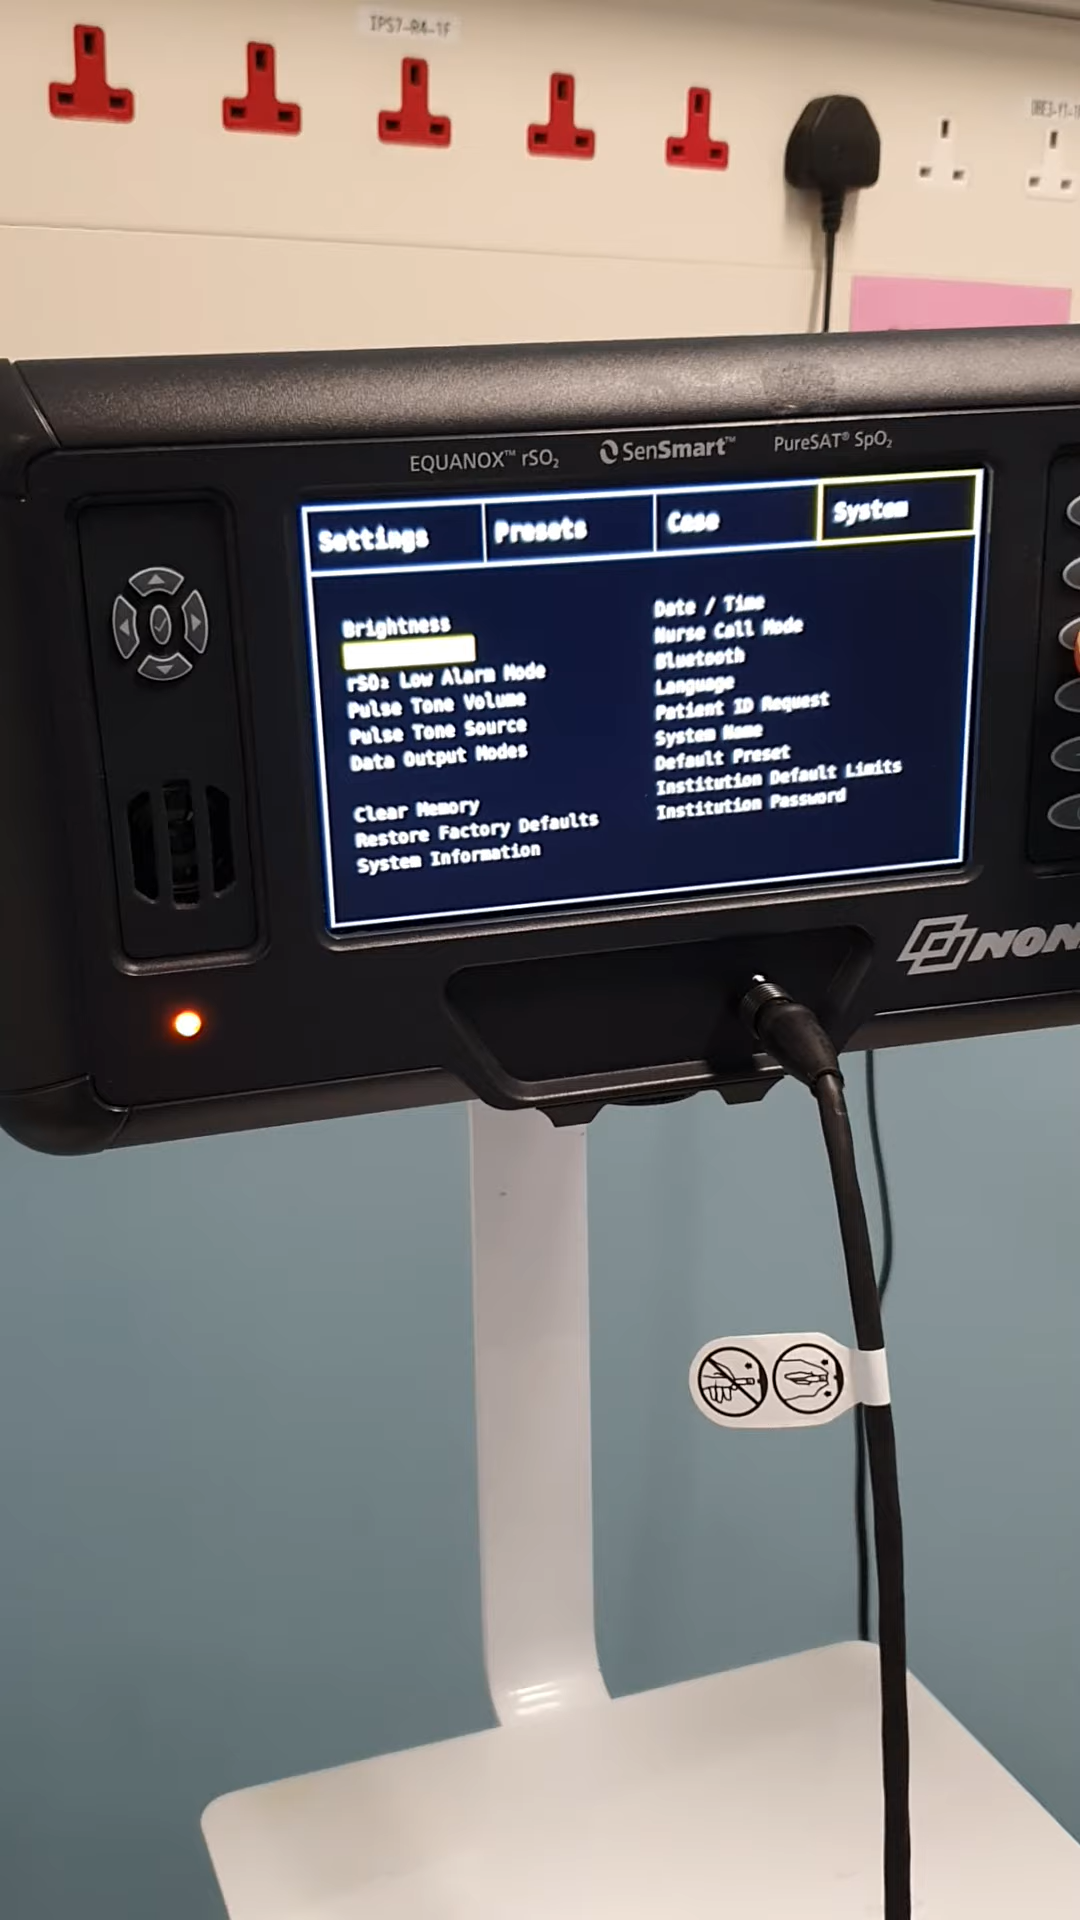 IPS7-R4-1F
EQUANOX™ rSO₂ SenSmart™ PureSAT® SpO₂
Settings Presets Case System
Brightness
rSO₂ Low Alarm Mode
Pulse Tone Volume
Pulse Tone Source
Data Output Modes
Clear Memory
Restore Factory Defaults
System Information
Date / Time
Nurse Call Mode
Bluetooth
Language
Patient ID Request
System Name
Default Preset
Institution Default Limits
Institution Password
NON